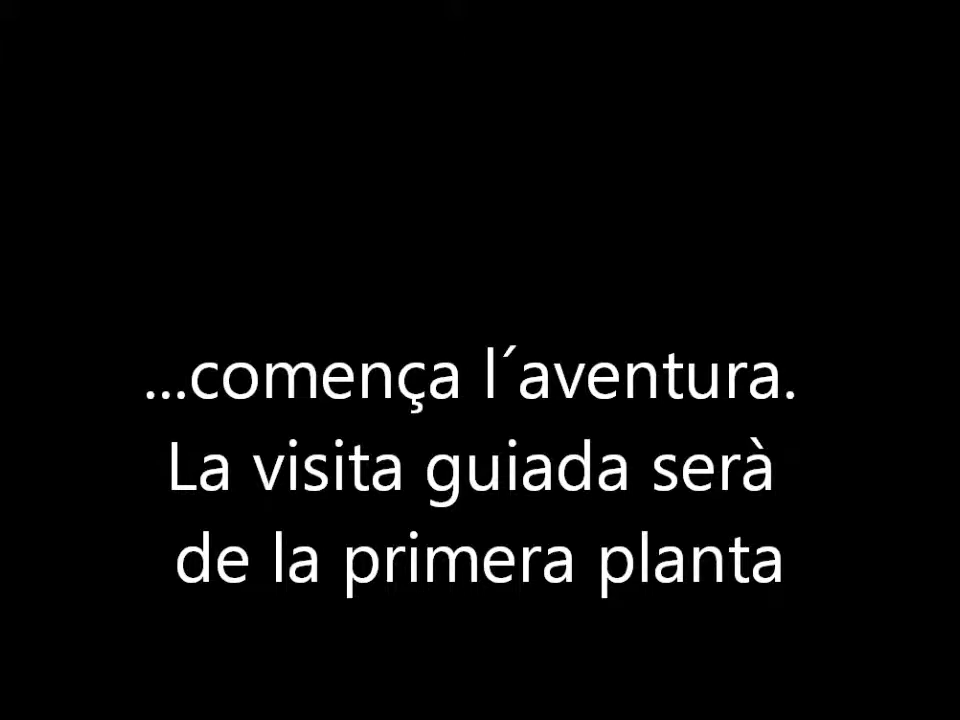 ...comença l´aventura.
La visita guiada serà
de la primera planta